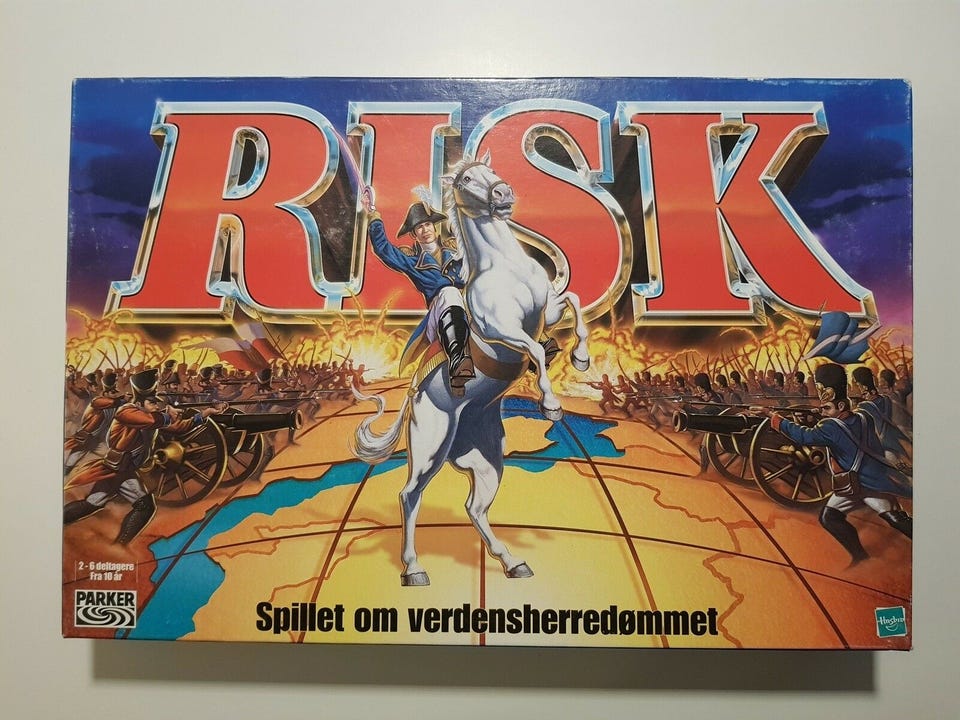 RISK
2 - 6 deltagere
Fra 10 år
PARKER
Spillet om verdensherredømmet
Hasbro